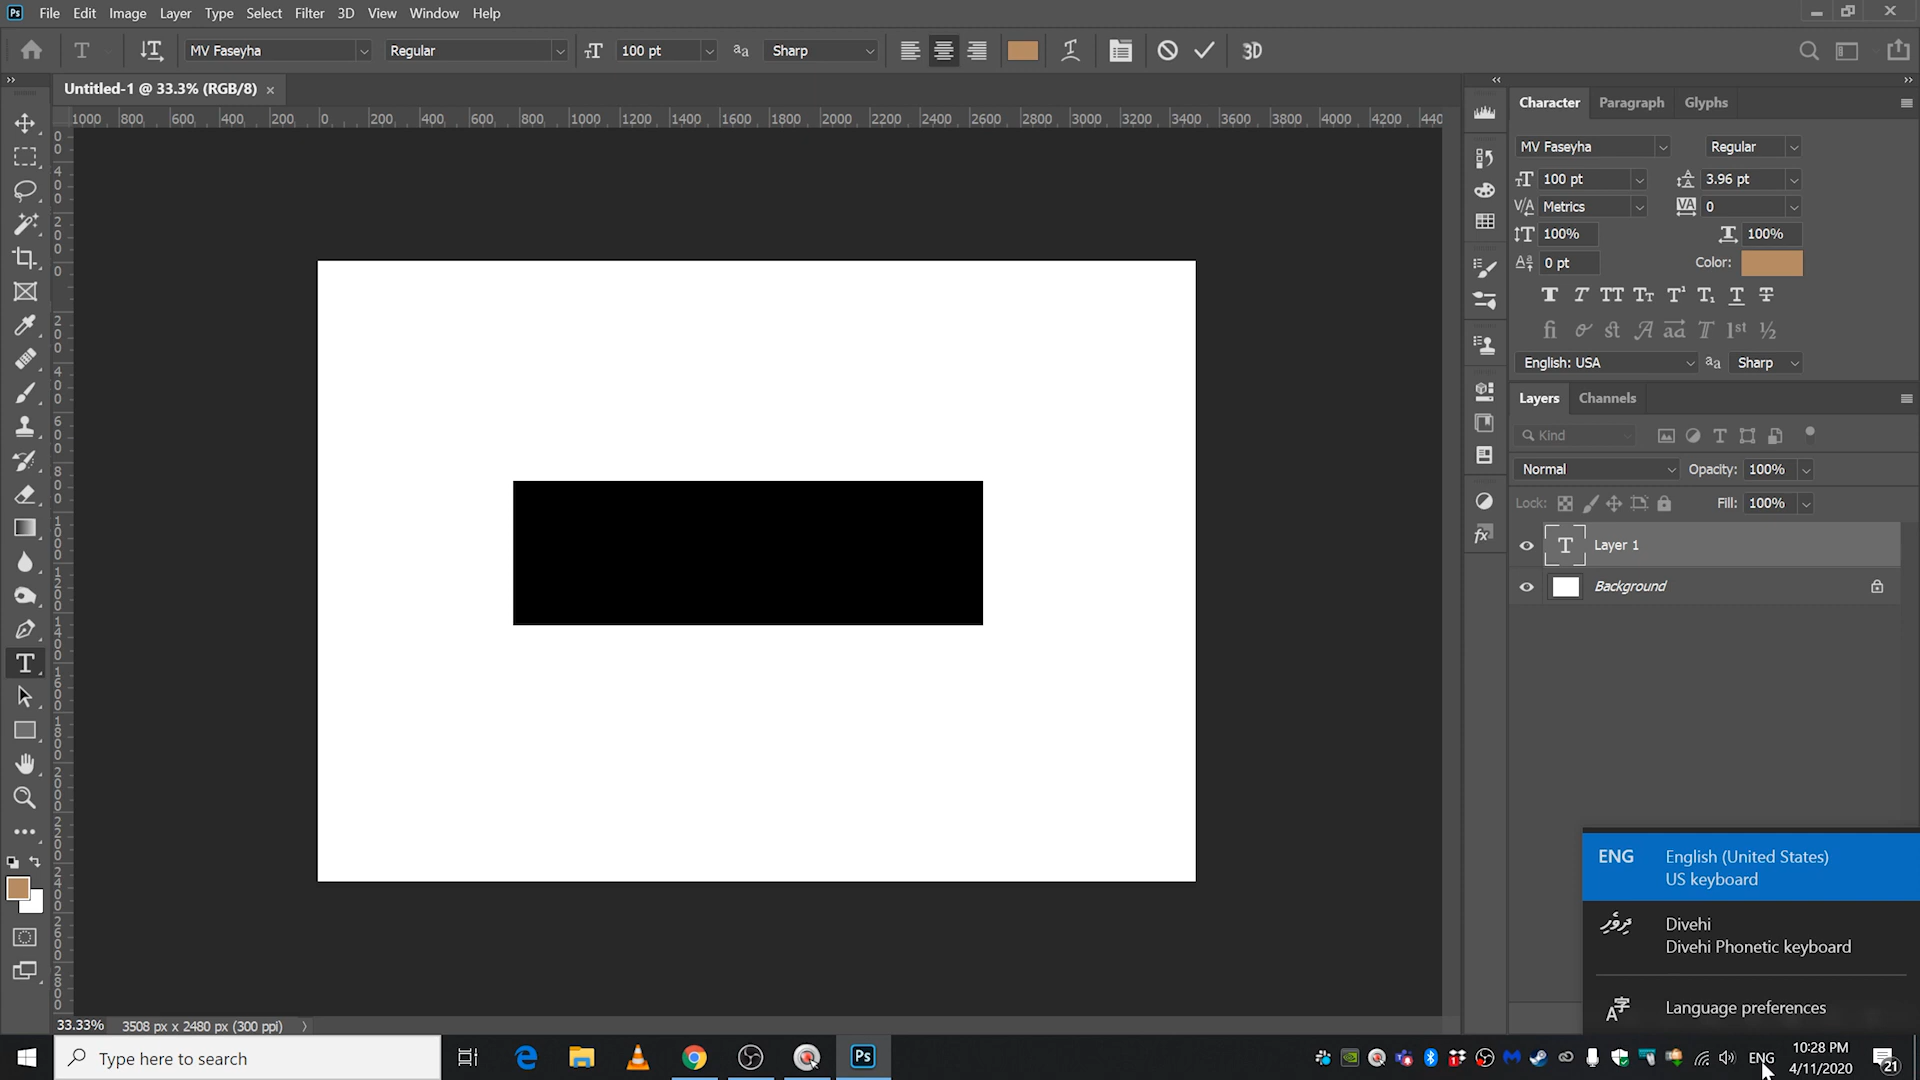 Ps File Edit Image Layer Type Select Filter 3D View Window Help
MV Faseyha Regular 100 pt Sharp 3D
Untitled-1 @ 33.3% (RGB/8) ×
1000 800 600 400 200 0 200 400 600 800 1000 1200 1400 1600 1800 2000 2200 2400 2600 2800 3000 3200 3400 3600 3800 4000 4200 440
Character Paragraph Glyphs
MV Faseyha Regular
100 pt 3.96 pt
Metrics 0
100% 100%
0 pt Color:
English: USA Sharp
Layers Channels
Kind
Normal Opacity: 100%
Lock: Fill: 100%
Layer 1
Background
ENG English (United States)
US keyboard
ދިވެހި Divehi
Divehi Phonetic keyboard
Language preferences
33.33% 3508 px x 2480 px (300 ppi)
Type here to search
Ps
ENG
10:28 PM
4/11/2020
21